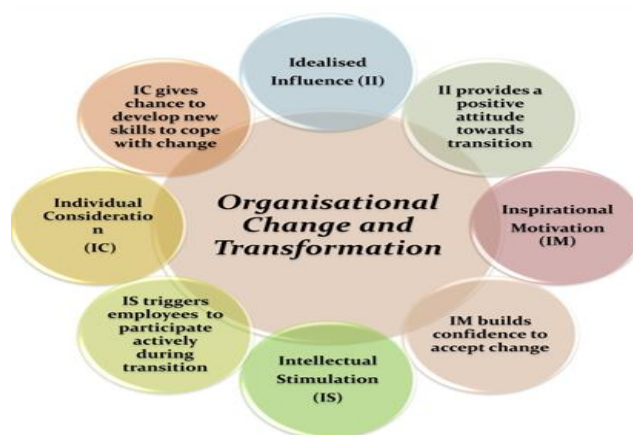 Idealised
Influence (II)
II provides a
positive attitude
towards
transition
Inspirational
Motivation
(IM)
IM builds
confidence to
accept change
Intellectual
Stimulation
(IS)
IS triggers
employees to
participate
actively during
transition
Individual
Consideratio
n
(IC)
IC gives
chance to
develop new
skills to cope
with change
Organisational
Change and
Transformation